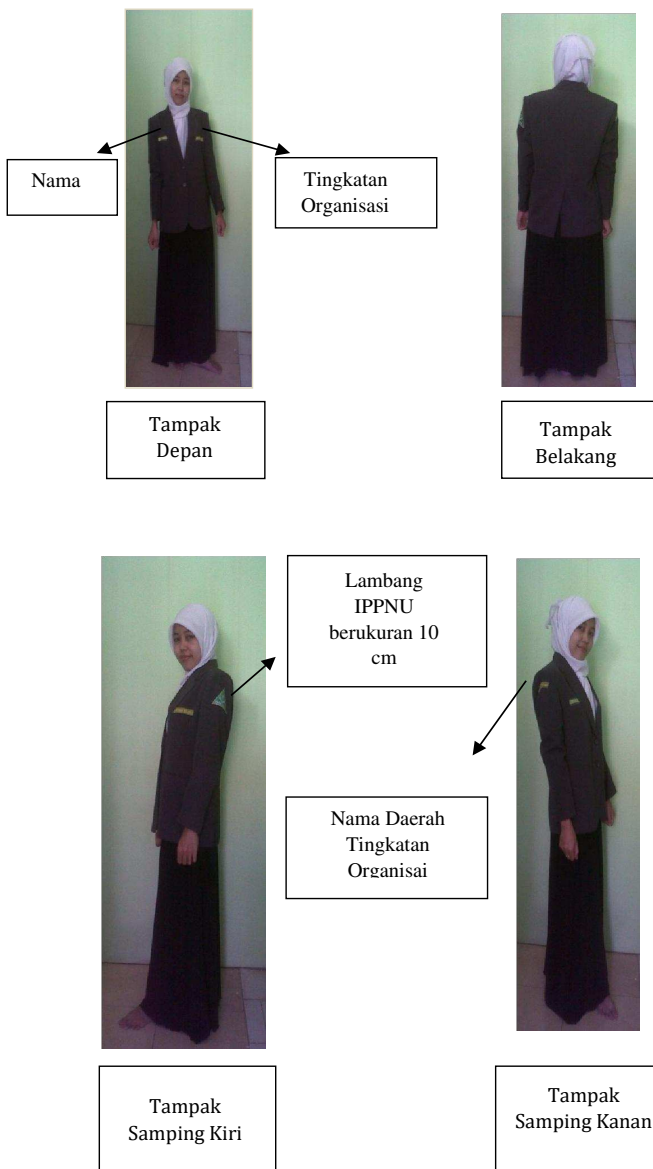 Nama
Tingkatan
Organisasi
Tampak
Depan
Tampak
Belakang
Lambang
IPPNU
berukuran 10
cm
Nama Daerah
Tingkatan
Organisai
Tampak
Samping Kiri
Tampak
Samping Kanan